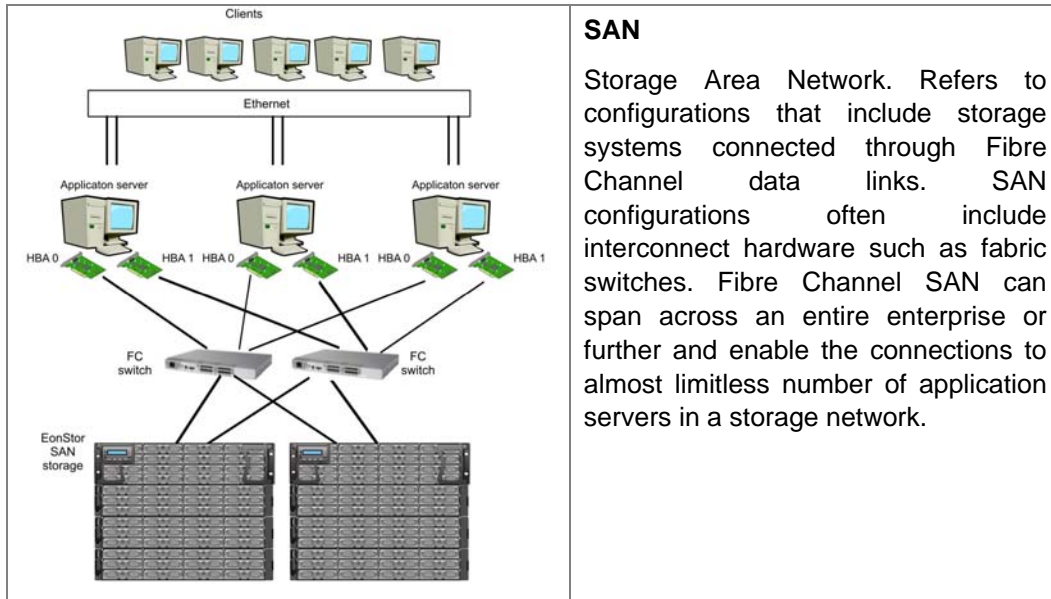 Clients
Ethernet
Applicaton server Applicaton server Applicaton server
HBA 0 HBA 1 HBA 0 HBA 1 HBA 0 HBA 1
FC
switch
FC
switch
EonStor
SAN
storage
SAN
Storage Area Network. Refers to
configurations that include storage
systems connected through Fibre
Channel data links. SAN
configurations often include
interconnect hardware such as fabric
switches. Fibre Channel SAN can
span across an entire enterprise or
further and enable the connections to
almost limitless number of application
servers in a storage network.